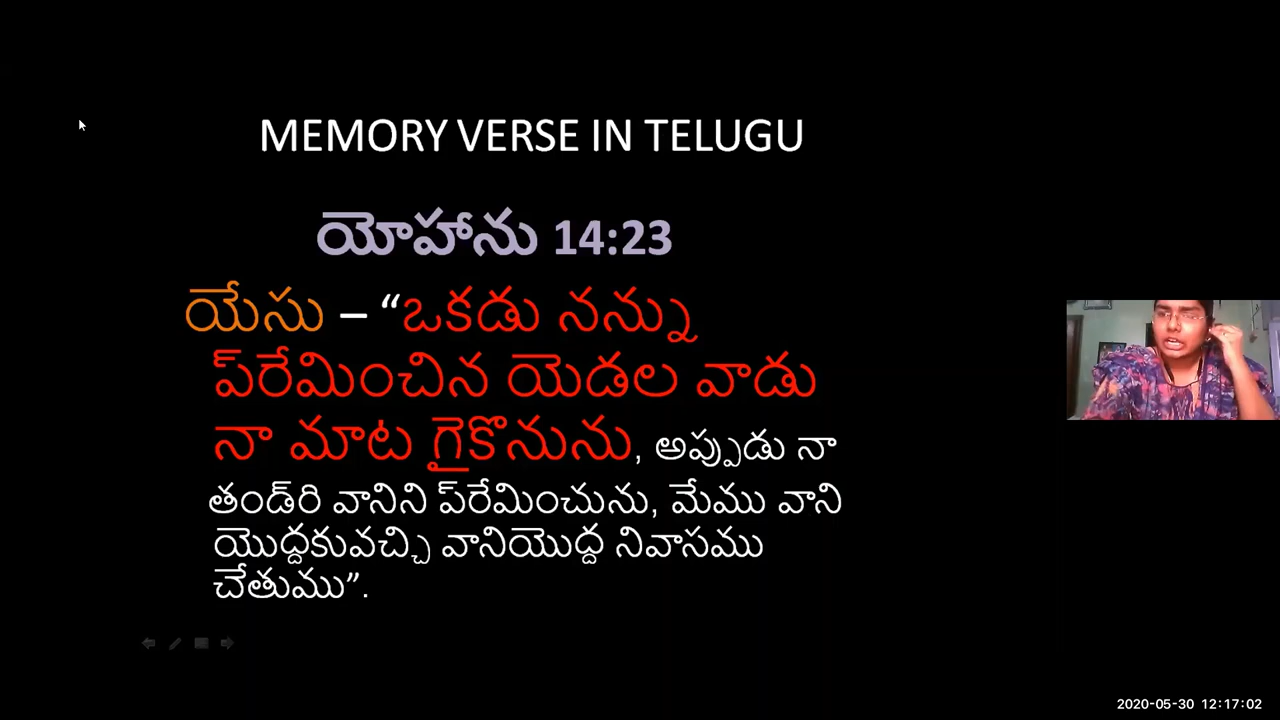 MEMORY VERSE IN TELUGU
యోహాను 14:23
యేసు – “ఒకడు నన్ను
ప్‌రేమించిన యెడల వాడు
నా మాట గైకొనును, అప్పుడు నా
తండ్‌రి వానిని ప్‌రేమించును, మేము వాని
యొద్దకువచ్చి వానియొద్ద నివాసము
చేతుము”.
2020-05-30 12:17:02